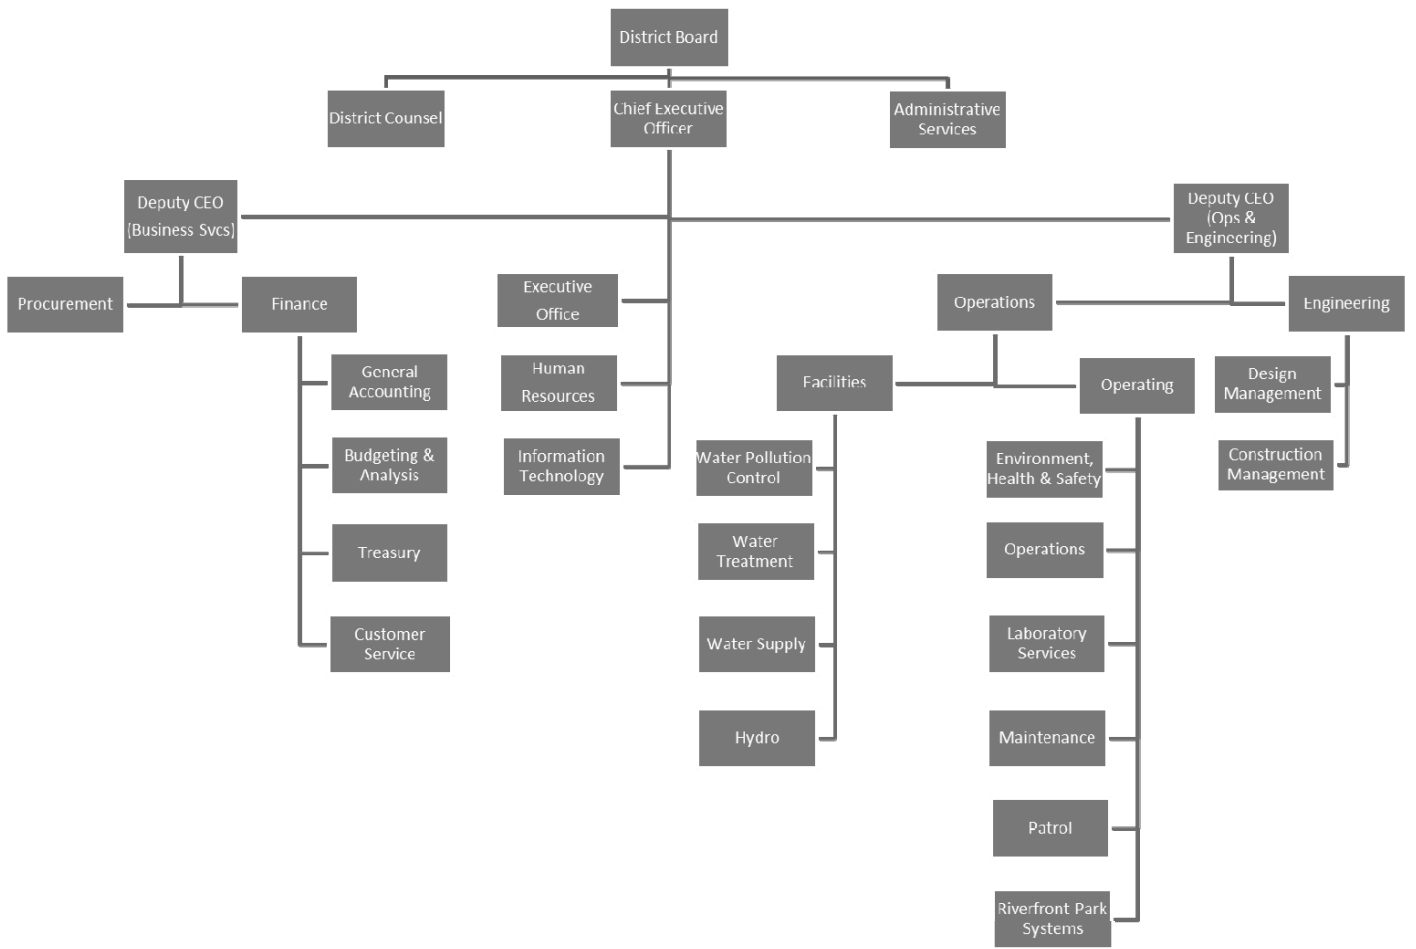 District Board
District Counsel
Chief Executive
Officer
Administrative
Services
Deputy CEO
(Business Svcs)
Deputy CEO
(Ops &
Engineering)
Procurement
Finance
Executive
Office
Operations
Engineering
General
Accounting
Human
Resources
Facilities
Operating
Design
Management
Budgeting &
Analysis
Information
Technology
Water Pollution
Control
Environment,
Health & Safety
Construction
Management
Treasury
Water
Treatment
Operations
Customer
Service
Water Supply
Laboratory
Services
Hydro
Maintenance
Patrol
Riverfront Park
Systems